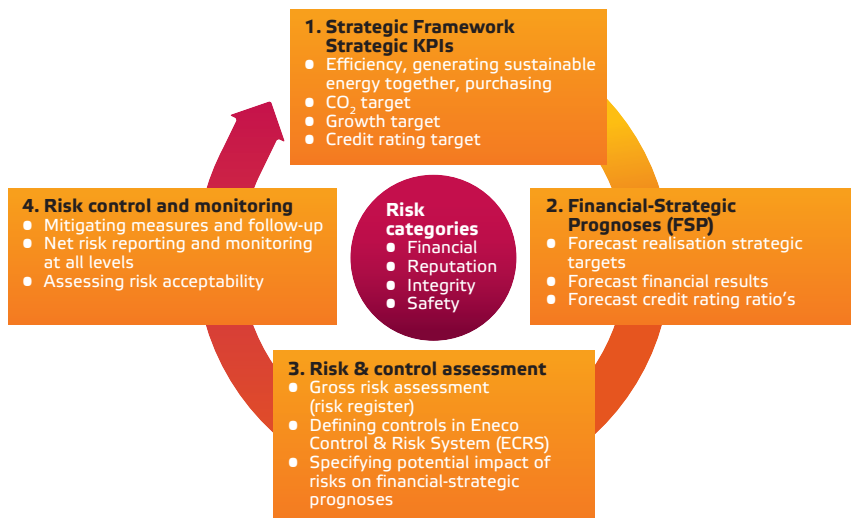 1. Strategic Framework
Strategic KPIs
• Efficiency, generating sustainable
energy together, purchasing
• CO₂ target
• Growth target
• Credit rating target
2. Financial-Strategic
Prognoses (FSP)
• Forecast realisation strategic
targets
• Forecast financial results
• Forecast credit rating ratio's
3. Risk & control assessment
• Gross risk assessment
(risk register)
• Defining controls in Eneco
Control & Risk System (ECRS)
• Specifying potential impact of
risks on financial-strategic
prognoses
4. Risk control and monitoring
• Mitigating measures and follow-up
• Net risk reporting and monitoring
at all levels
• Assessing risk acceptability
Risk
categories
• Financial
• Reputation
• Integrity
• Safety